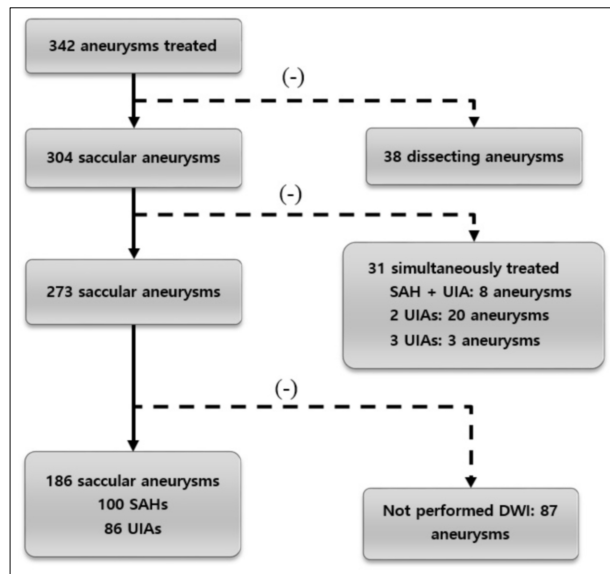 342 aneurysms treated
(-)
304 saccular aneurysms
38 dissecting aneurysms
(-)
273 saccular aneurysms
31 simultaneously treated
SAH + UIA: 8 aneurysms
2 UIAs: 20 aneurysms
3 UIAs: 3 aneurysms
(-)
186 saccular aneurysms
100 SAHs
86 UIAs
Not performed DWI: 87
aneurysms